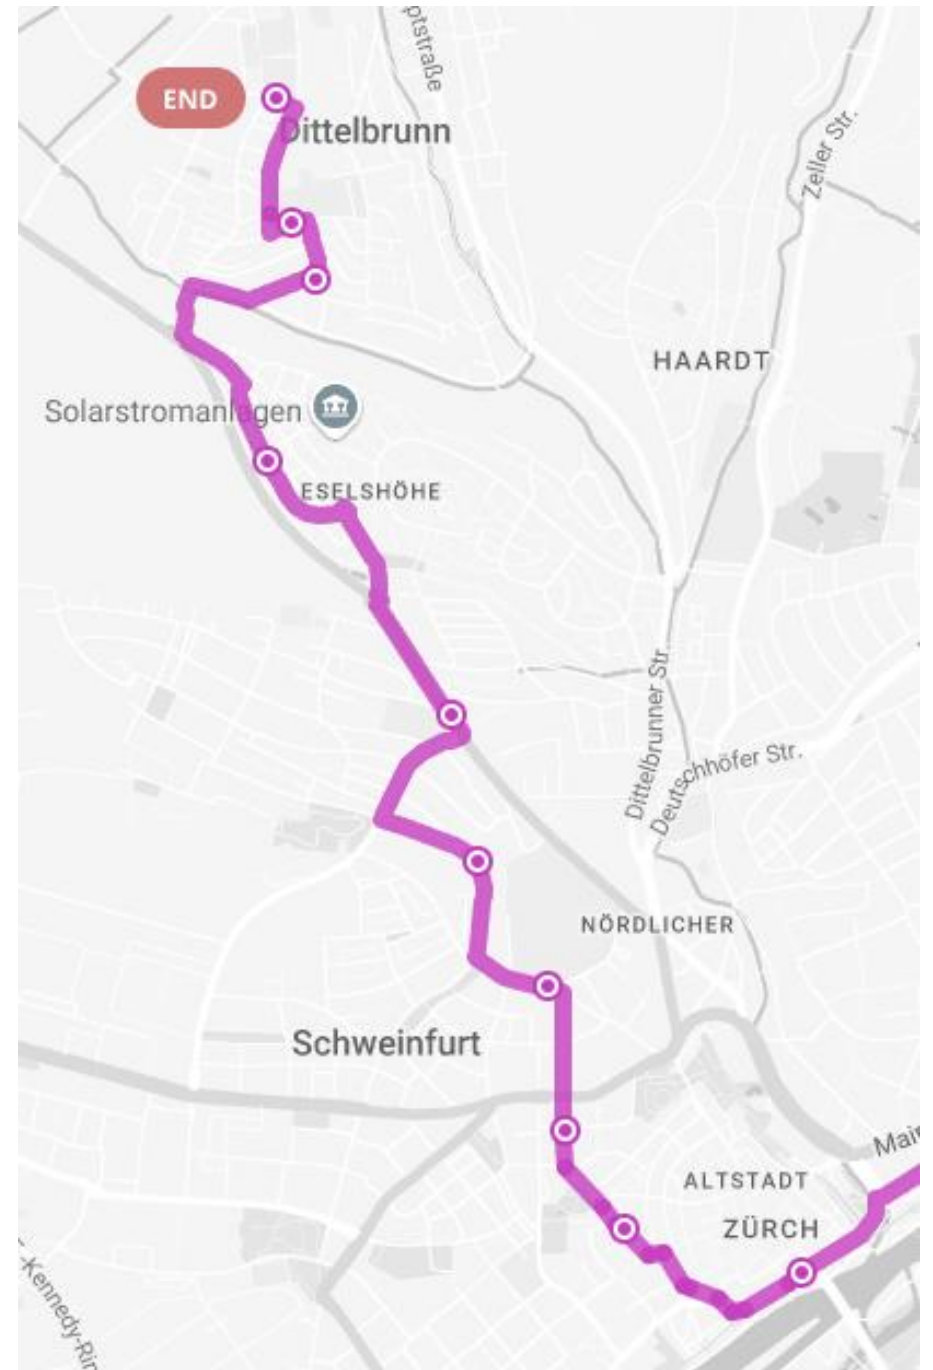 END
Dittelbrunn
Zeller Str.
HAARDT
Solarstromanlagen
ESELSHÖHE
Dittelbrunner Str
Deutschhöfer Str.
NÖRDLICHER
Schweinfurt
ALTSTADT
ZÜRCH